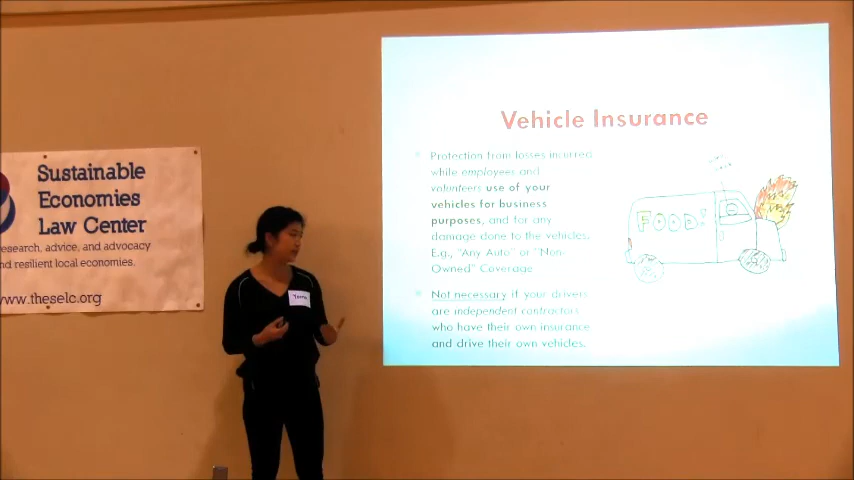 Sustainable
Economies
Law Center
esearch, advice, and advocacy
nd resilient local economies.
www.theselc.org
Vehicle Insurance
Protection from losses incurred
while employees and
volunteers use of your
vehicles for business
purposes, and for any
damage done to the vehicles.
E.g., "Any Auto" or "Non-
Owned" Coverage
Not necessary if your drivers
are independent contractors
who have their own insurance
and drive their own vehicles.
FOOD!